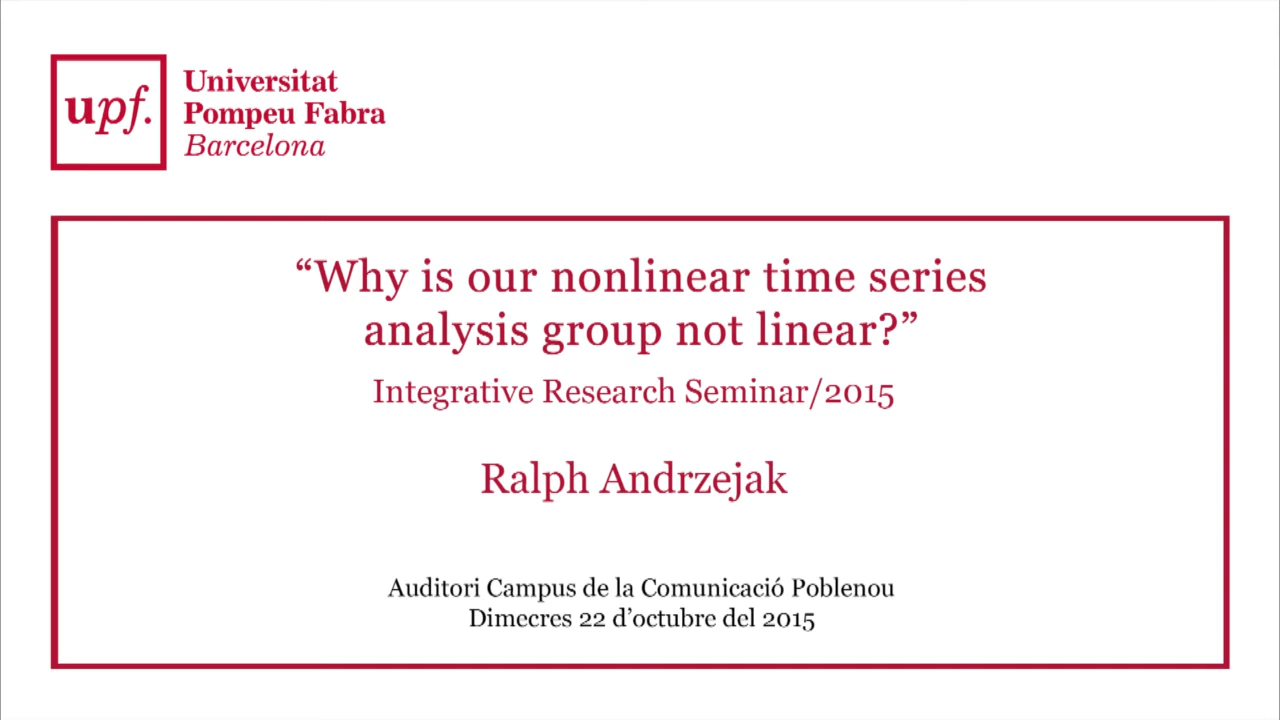 upf.
Universitat
Pompeu Fabra
Barcelona
“Why is our nonlinear time series
analysis group not linear?”
Integrative Research Seminar/2015
Ralph Andrzejak
Auditori Campus de la Comunicació Poblenou
Dimecres 22 d’octubre del 2015